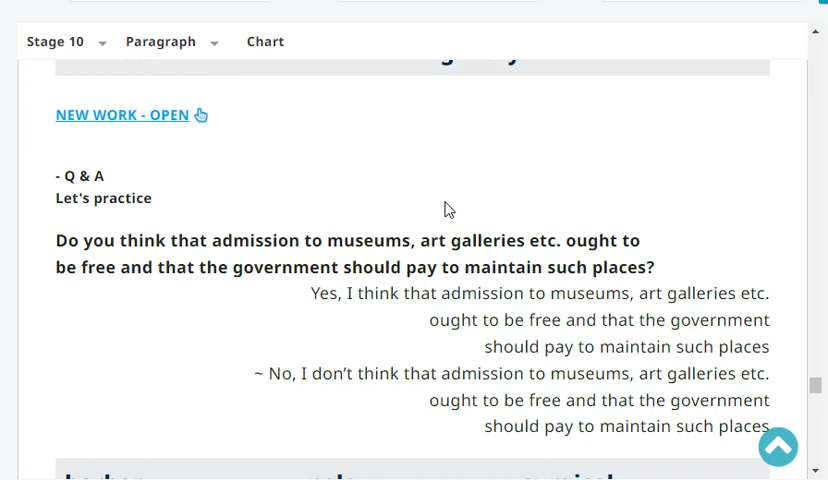 Stage 10 Paragraph Chart
NEW WORK - OPEN
- Q & A
Let's practice
Do you think that admission to museums, art galleries etc. ought to
be free and that the government should pay to maintain such places?
Yes, I think that admission to museums, art galleries etc.
ought to be free and that the government
should pay to maintain such places
~ No, I don’t think that admission to museums, art galleries etc.
ought to be free and that the government
should pay to maintain such places